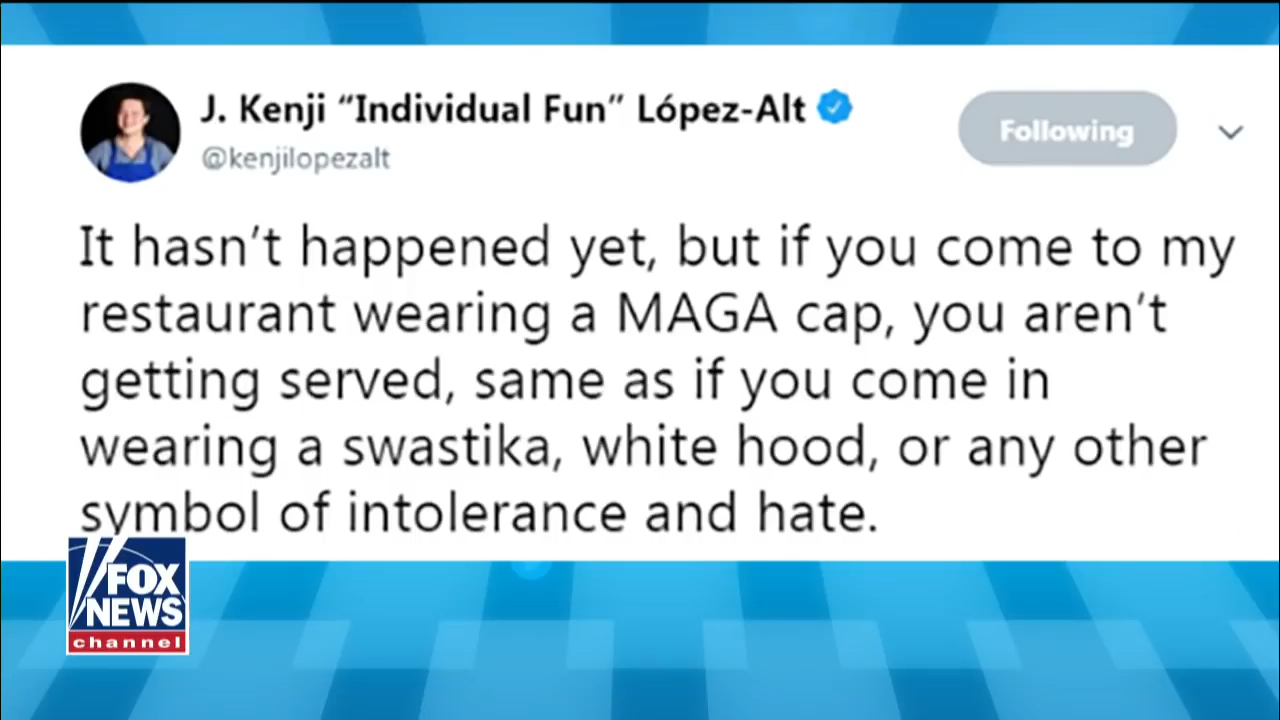 J. Kenji “Individual Fun” López-Alt
@kenjilopezalt
Following
It hasn’t happened yet, but if you come to my
restaurant wearing a MAGA cap, you aren’t
getting served, same as if you come in
wearing a swastika, white hood, or any other
symbol of intolerance and hate.
FOX
NEWS
channel